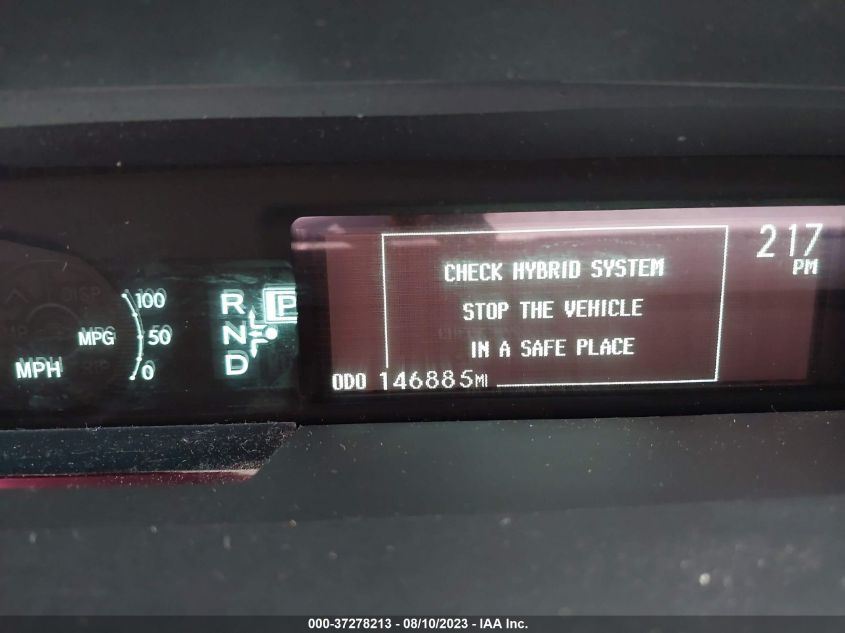 217
PM
CHECK HYBRID SYSTEM
STOP THE VEHICLE
IN A SAFE PLACE
ODO 146885MI
100
MPG 50
0
MPH
R
P
N
D
000-37278213 - 08/10/2023 - IAA Inc.